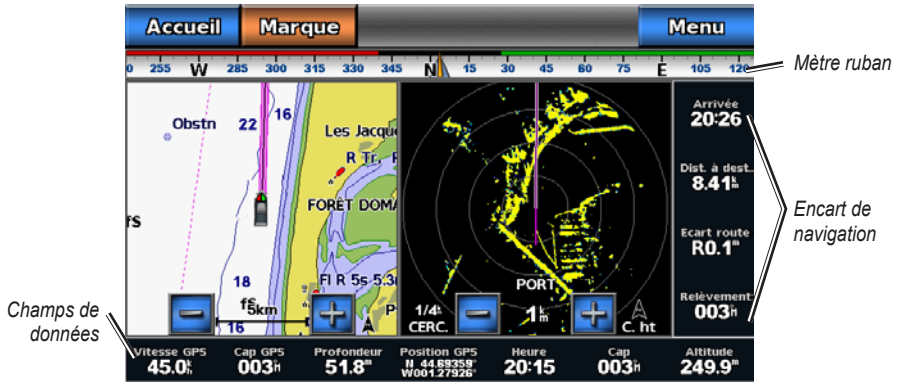 Accueil Marque Menu
0 255 W 285 300 315 330 345 N 15 30 45 60 75 E 105 120
Mètre ruban
Obstn 22 16
Les Jacqu
R Tr,
FORÊT DOMA
fS
18
Fl R 5s 5.3
fS
5km
16
P
PORT
1/4
CERC.
1 k m
C. ht
Arrivée
20:26
Dist. à dest..
8.41 k m
Ecart route
R0.1 m
Relèvement
003
Encart de
navigation
Champs de
données
Vitesse GPS Cap GPS Profondeur Position GPS Heure Cap Altitude
45.0 003 51.8 m N 44.69359° 20:15 003 249.9 m
W001.27926°